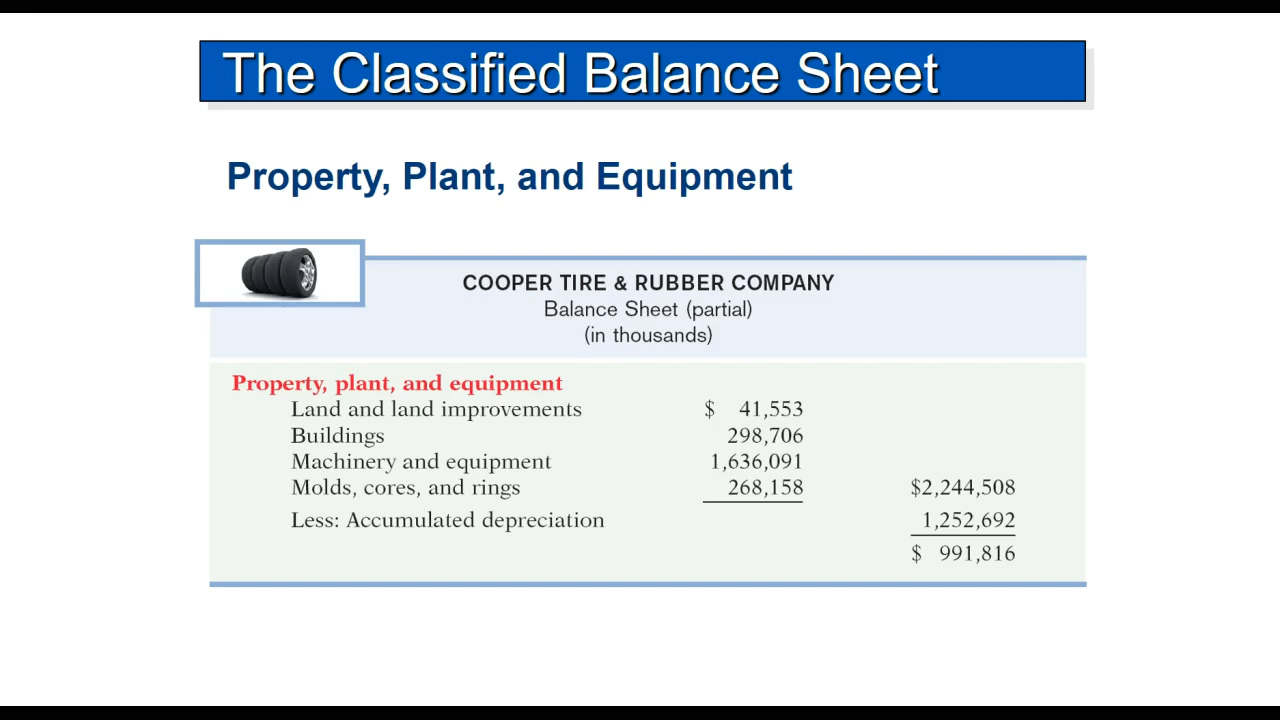 The Classified Balance Sheet
Property, Plant, and Equipment
COOPER TIRE & RUBBER COMPANY
Balance Sheet (partial)
(in thousands)
Property, plant, and equipment
Land and land improvements $ 41,553
Buildings 298,706
Machinery and equipment 1,636,091
Molds, cores, and rings 268,158 $2,244,508
Less: Accumulated depreciation 1,252,692
$ 991,816